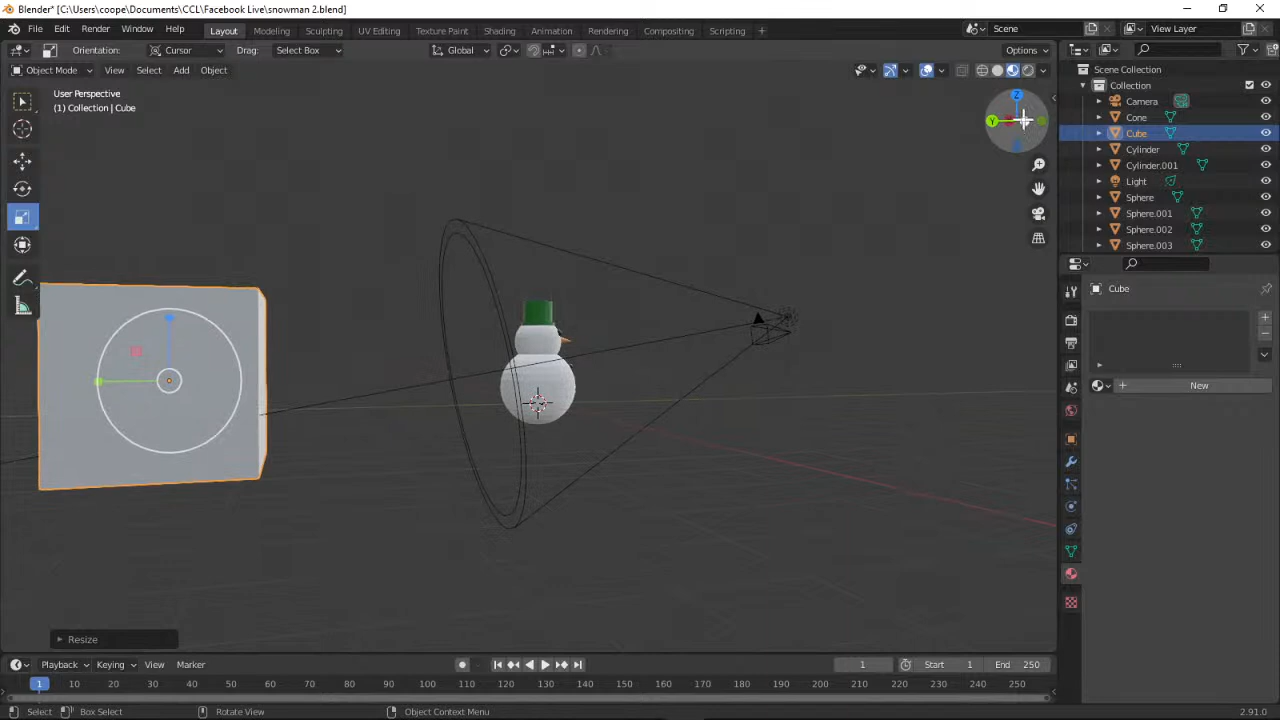 Blender* [C:\Users\coope\Documents\CCL\Facebook Live\snowman 2.blend]
File Edit Render Window Help Layout Modeling Sculpting UV Editing Texture Paint Shading Animation Rendering Compositing Scripting + Scene View Layer
Orientation: Cursor Drag: Select Box Global Options
Object Mode View Select Add Object
User Perspective
(1) Collection | Cube
Z
Y
Resize
Scene Collection
Collection
Camera
Cone
Cube
Cylinder
Cylinder.001
Light
Sphere
Sphere.001
Sphere.002
Sphere.003
Cube
+ New
Playback Keying View Marker 1 Start 1 End 250
1 10 20 30 40 50 60 70 80 90 100 110 120 130 140 150 160 170 180 190 200 210 220 230 240 250
Select Box Select Rotate View Object Context Menu 2.91.0